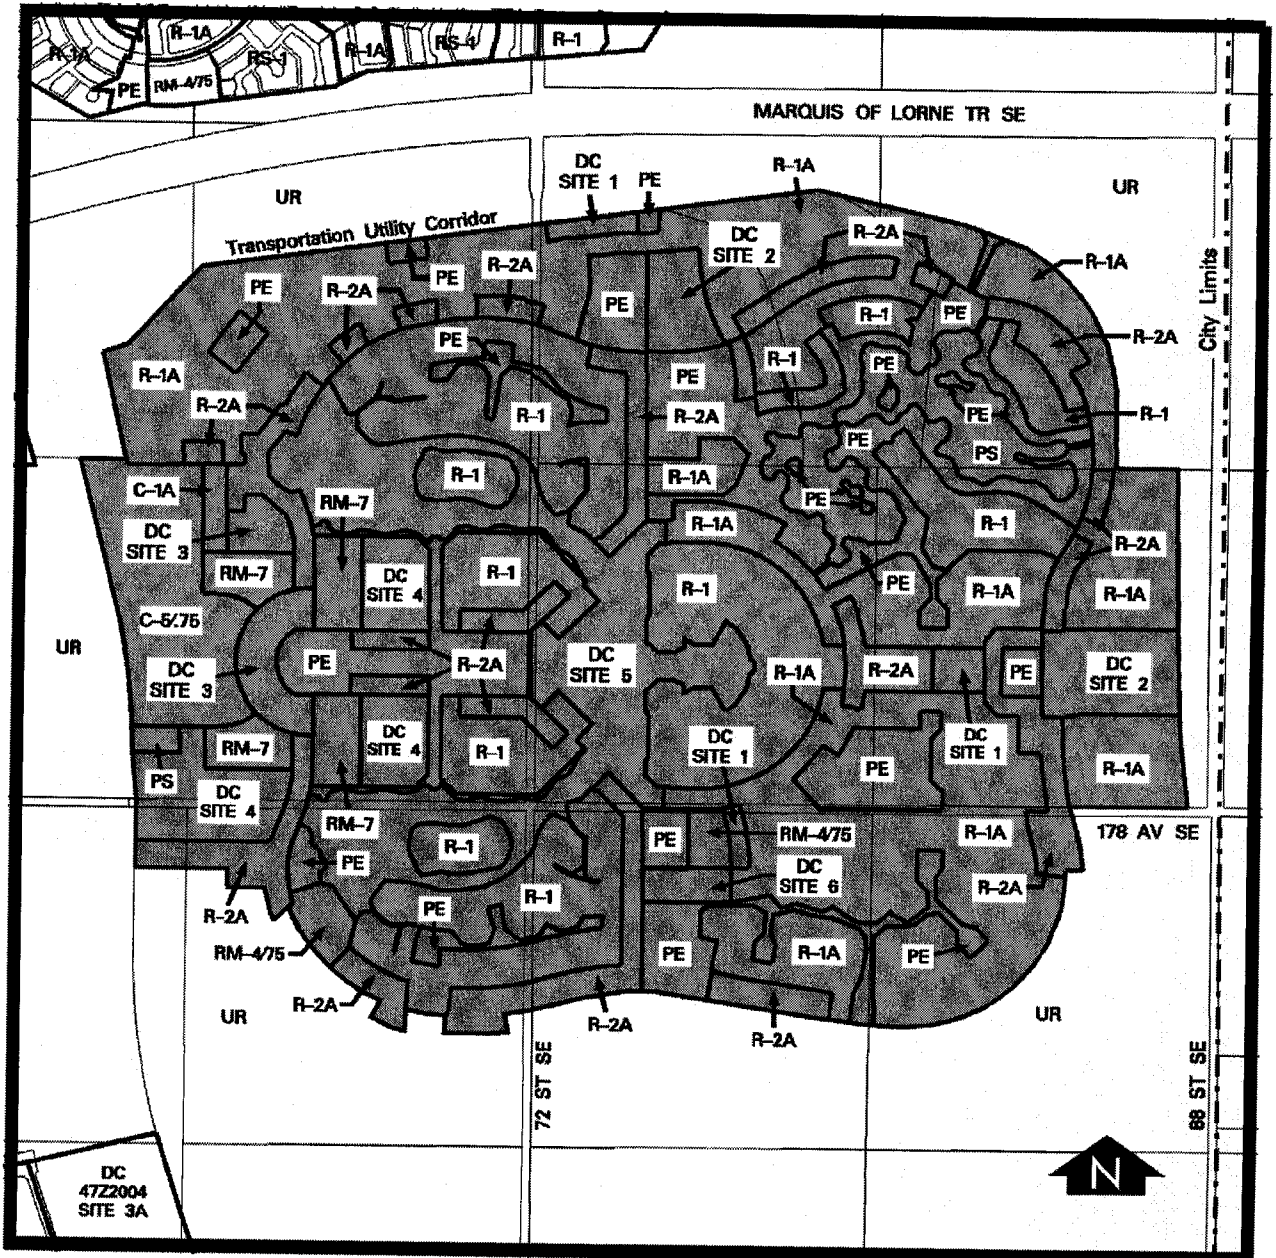 R-1A
R-1A
RS-1
R-1A
RS-1
R-1
PE
RM-4/75
MARQUIS OF LORNE TR SE
DC
SITE 1
PE
R-1A
UR
UR
Transportation Utility Corridor
DC
SITE 2
R-2A
R-1A
PE
R-2A
R-2A
PE
PE
R-1
PE
City Limits
PE
R-1
R-2A
R-1A
PE
PE
R-2A
R-1
R-2A
PE
R-1
PE
PS
R-1
R-1A
C-1A
RM-7
PE
DC
SITE 3
R-1A
R-1
R-2A
RM-7
DC
SITE 4
R-1
R-1
PE
R-1A
R-1A
C-5/.75
UR
DC
SITE 3
PE
R-2A
DC
SITE 5
R-1A
R-2A
PE
DC
SITE 2
RM-7
DC
SITE 4
R-1
DC
SITE 1
DC
SITE 1
PE
R-1A
PS
DC
SITE 4
RM-7
R-1
PE
RM-4/75
R-1A
178 AV SE
PE
DC
SITE 6
R-2A
R-2A
PE
R-1
RM-4/75
PE
R-1A
PE
R-2A
UR
R-2A
R-2A
UR
72 ST SE
88 ST SE
N
DC
47Z2004
SITE 3A